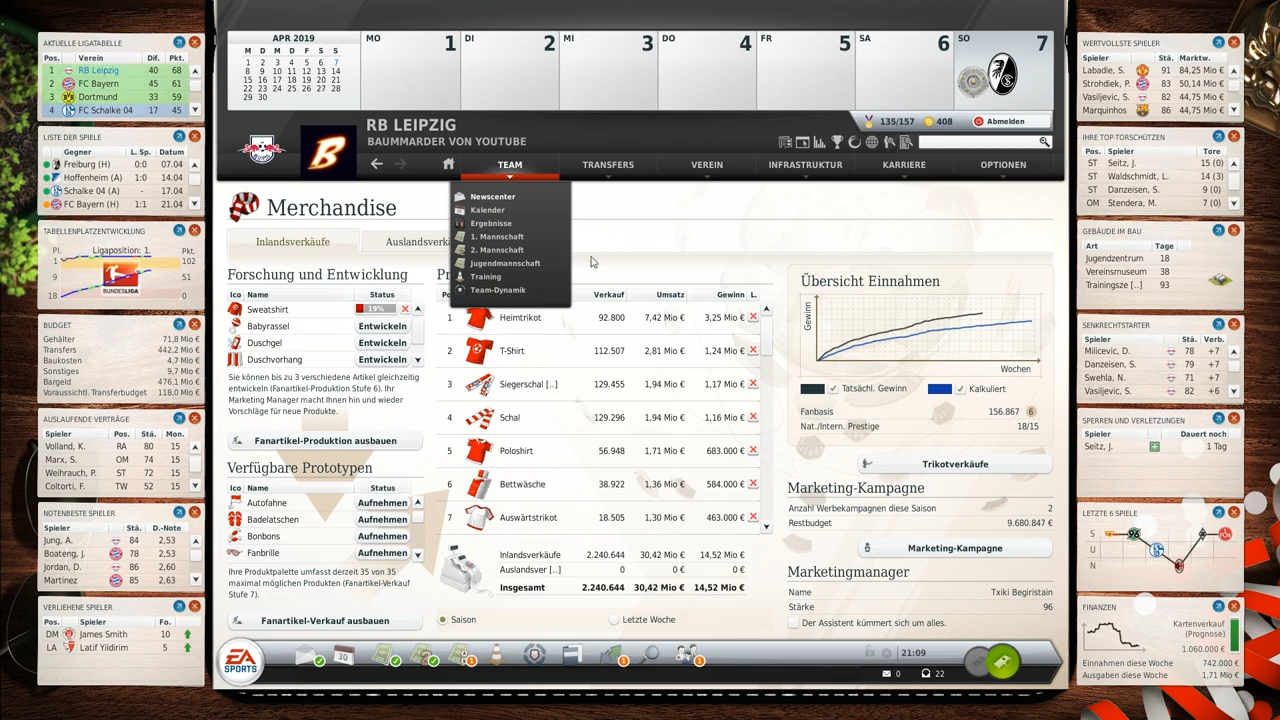 AKTUELLE LIGATABELLE
Pos. Verein Dif. Pkt.
1 RB Leipzig 40 68
2 FC Bayern 45 61
3 Dortmund 33 59
4 FC Schalke 04 17 45
LISTE DER SPIELE
Gegner L. Sp. Datum
Freiburg (H) 0:0 07.04
Hoffenheim (A) 1:0 14.04
Schalke 04 (A) - 17.04
FC Bayern (H) 1:1 21.04
TABELLENPLATZENTWICKLUNG
Pl. Ligaposition: 1. Pkt.
1 102
9 51
18 0
BUNDESLIGA
BUDGET
Gehälter 71,8 Mio €
Transfers 442,2 Mio €
Baukosten 4,7 Mio €
Sonstiges 9,7 Mio €
Bargeld 476,1 Mio €
Voraussichtl. Transferbudget 118,0 Mio €
AUSLAUFENDE VERTRÄGE
Spieler Pos. Stä. Mon.
Volland, K. RA 80 15
Marx, S. OM 74 15
Weihrauch, P. ST 72 15
Coltorti, F. TW 52 15
NOTENBESTE SPIELER
Spieler Stä. D.-Note
Jung, A. 84 2,53
Boateng, J. 78 2,53
Jordan, D. 86 2,60
Martinez 85 2,63
VERLIEHENE SPIELER
Pos. Spieler Fo.
DM James Smith 10
LA Latif Yildirim 5
APR 2019
M D M D F S S
1 2 3 4 5 6 7
8 9 10 11 12 13 14
15 16 17 18 19 20 21
22 23 24 25 26 27 28
29 30
MO 1 DI 2 MI 3 DO 4 FR 5 SA 6 SO 7
135/157 408 Abmelden
RB LEIPZIG
BAUMMARDER VON YOUTUBE
TEAM TRANSFERS VEREIN INFRASTRUKTUR KARRIERE OPTIONEN
Newscenter
Kalender
Ergebnisse
1. Mannschaft
2. Mannschaft
Jugendmannschaft
Training
Team-Dynamik
Merchandise
Inlandsverkäufe
Forschung und Entwicklung
Ico Name Status
Sweatshirt 19%
Babyrassel Entwickeln
Duschgel Entwickeln
Duschvorhang Entwickeln
Sie können bis zu 3 verschiedene Artikel gleichzeitig
entwickeln (Fanartikel-Produktion Stufe 6). Ihr
Marketing Manager macht Ihnen hin und wieder
Vorschläge für neue Produkte.
Fanartikel-Produktion ausbauen
Verfügbare Prototypen
Ico Name Status
Autofahne Aufnehmen
Badelatschen Aufnehmen
Bonbons Aufnehmen
Fanbrille Aufnehmen
Ihre Produktpalette umfasst derzeit 35 von 35
maximal möglichen Produkten (Fanartikel-Verkauf
Stufe 7).
Fanartikel-Verkauf ausbauen
Verkauf Umsatz Gewinn L.
1 Heimtrikot 92.800 7,42 Mio € 3,25 Mio €
2 T-Shirt 112.507 2,81 Mio € 1,24 Mio €
3 Siegerschal [..] 129.455 1,94 Mio € 1,17 Mio €
4 Schal 129.296 1,94 Mio € 1,16 Mio €
5 Poloshirt 56.948 1,71 Mio € 683.000 €
6 Bettwäsche 38.922 1,36 Mio € 584.000 €
7 Auswärtstrikot 18.505 1,30 Mio € 463.000 €
Inlandsverkäufe 2.240.644 30,42 Mio € 14,52 Mio €
Auslandsver [..] 0 0 € 0 €
Insgesamt 2.240.644 30,42 Mio € 14,52 Mio €
Saison Letzte Woche
Übersicht Einnahmen
Gewinn
Wochen
Tatsächl. Gewinn Kalkuliert
Fanbasis 156.867 6
Nat./Intern. Prestige 18/15
Trikotverkäufe
Marketing-Kampagne
Anzahl Werbekampagnen diese Saison 2
Restbudget 9.680.847 €
Marketing-Kampagne
Marketingmanager
Name Txiki Begiristain
Stärke 96
Der Assistent kümmert sich um alles.
EA SPORTS
30 1 1 1 21:09
0 22
WERTVOLLSTE SPIELER
Spieler Stä. Marktw.
Labadie, S. 91 84,25 Mio €
Strohdiek, P. 83 50,14 Mio €
Vasiljevic, S. 82 44,75 Mio €
Marquinhos 86 44,75 Mio €
IHRE TOP-TORSCHÜTZEN
Pos. Spieler Tore
ST Seitz, J. 15 (0)
ST Waldschmidt, L. 14 (3)
ST Danzeisen, S. 9 (0)
OM Stendera, M. 7 (0)
GEBÄUDE IM BAU
Art Tage
Jugendzentrum 18
Vereinsmuseum 38
Trainingsze [..] 93
SENKRECHTSTARTER
Spieler Stä. Verb.
Milicevic, D. 78 +7
Danzeisen, S. 79 +7
Swehla, N. 71 +7
Vasiljevic, S. 82 +6
SPERREN UND VERLETZUNGEN
Spieler Dauert noch
Seitz, J. 1 Tag
LETZTE 6 SPIELE
S
U
N
FINANZEN
Kartenverkauf
(Prognose)
1.060.000 €
Einnahmen diese Woche 742.000 €
Ausgaben diese Woche 1,71 Mio €